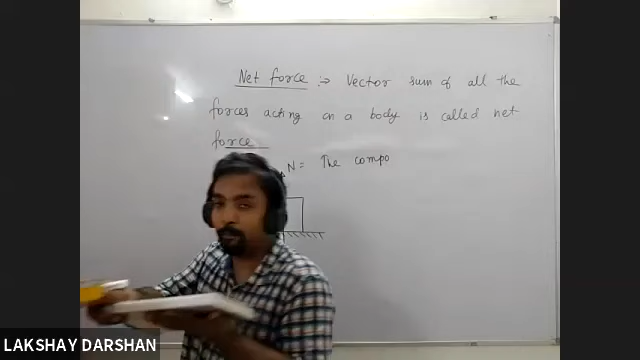 Net force :→ Vector sum of all the
forces acting on a body is called net
force
N = The compo
LAKSHAY DARSHAN